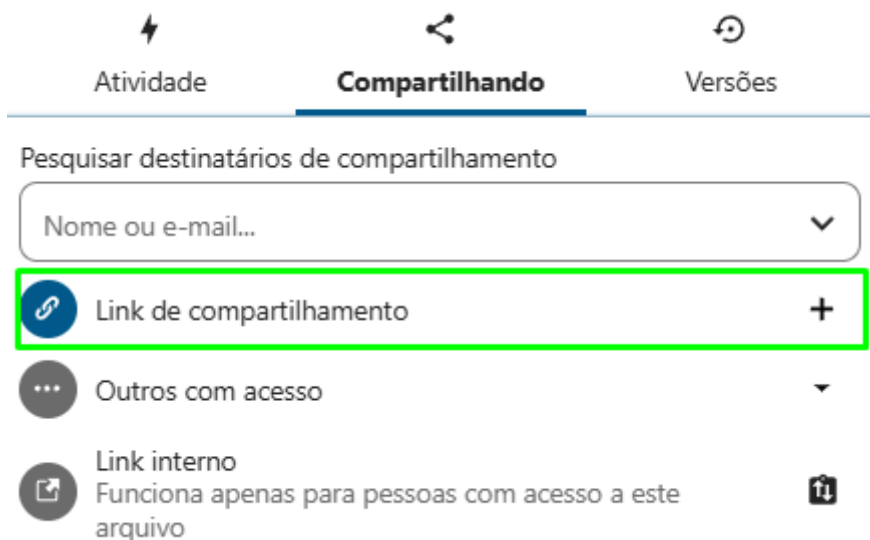 Atividade
Compartilhando
Versões
Pesquisar destinatários de compartilhamento
Nome ou e-mail...
Link de compartilhamento
Outros com acesso
Link interno
Funciona apenas para pessoas com acesso a este
arquivo